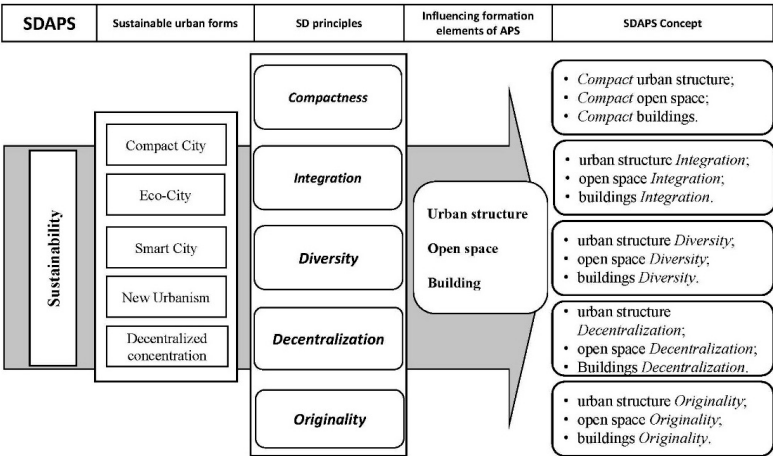 SDAPS
Sustainable urban forms
SD principles
Influencing formation
elements of APS
SDAPS Concept
Sustainability
Compact City
Eco-City
Smart City
New Urbanism
Decentralized
concentration
Compactness
Integration
Diversity
Decentralization
Originality
Urban structure
Open space
Building
• Compact urban structure;
• Compact open space;
• Compact buildings.
• urban structure Integration;
• open space Integration;
• buildings Integration.
• urban structure Diversity;
• open space Diversity;
• buildings Diversity.
• urban structure
Decentralization;
• open space Decentralization;
• Buildings Decentralization.
• urban structure Originality;
• open space Originality;
• buildings Originality.